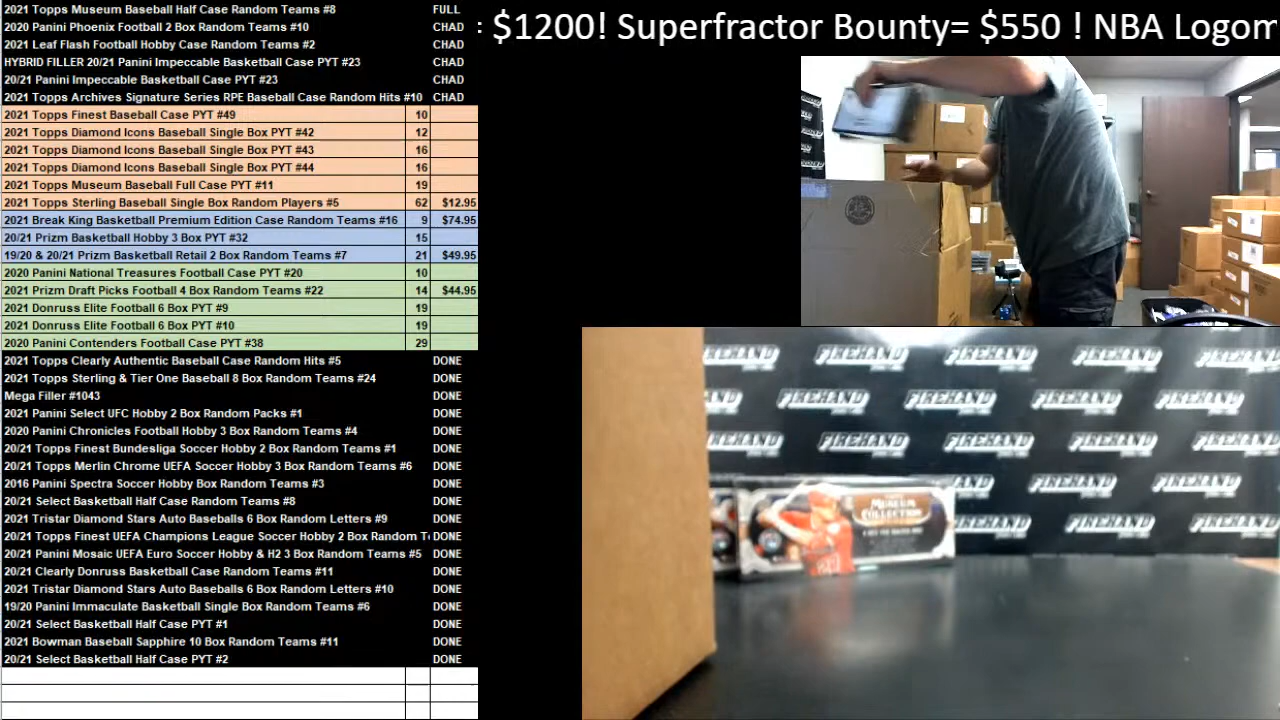 2021 Topps Museum Baseball Half Case Random Teams #8 FULL
2020 Panini Phoenix Football 2 Box Random Teams #10 CHAD
2021 Leaf Flash Football Hobby Case Random Teams #2 CHAD
HYBRID FILLER 20/21 Panini Impeccable Basketball Case PYT #23 CHAD
20/21 Panini Impeccable Basketball Case PYT #23 CHAD
2021 Topps Archives Signature Series RPE Baseball Case Random Hits #10 CHAD
2021 Topps Finest Baseball Case PYT #49 10
2021 Topps Diamond Icons Baseball Single Box PYT #42 12
2021 Topps Diamond Icons Baseball Single Box PYT #43 16
2021 Topps Diamond Icons Baseball Single Box PYT #44 16
2021 Topps Museum Baseball Full Case PYT #11 19
2021 Topps Sterling Baseball Single Box Random Players #5 62 $12.95
2021 Break King Basketball Premium Edition Case Random Teams #16 9 $74.95
20/21 Prizm Basketball Hobby 3 Box PYT #32 15
19/20 & 20/21 Prizm Basketball Retail 2 Box Random Teams #7 21 $49.95
2020 Panini National Treasures Football Case PYT #20 10
2021 Prizm Draft Picks Football 4 Box Random Teams #22 14 $44.95
2021 Donruss Elite Football 6 Box PYT #9 19
2021 Donruss Elite Football 6 Box PYT #10 19
2020 Panini Contenders Football Case PYT #38 29
2021 Topps Clearly Authentic Baseball Case Random Hits #5 DONE
2021 Topps Sterling & Tier One Baseball 8 Box Random Teams #24 DONE
Mega Filler #1043 DONE
2021 Panini Select UFC Hobby 2 Box Random Packs #1 DONE
2020 Panini Chronicles Football Hobby 3 Box Random Teams #4 DONE
20/21 Topps Finest Bundesliga Soccer Hobby 2 Box Random Teams #1 DONE
20/21 Topps Merlin Chrome UEFA Soccer Hobby 3 Box Random Teams #6 DONE
2016 Panini Spectra Soccer Hobby Box Random Teams #3 DONE
20/21 Select Basketball Half Case Random Teams #8 DONE
2021 Tristar Diamond Stars Auto Baseballs 6 Box Random Letters #9 DONE
20/21 Topps Finest UEFA Champions League Soccer Hobby 2 Box Random T DONE
20/21 Panini Mosaic UEFA Euro Soccer Hobby & H2 3 Box Random Teams #5 DONE
20/21 Clearly Donruss Basketball Case Random Teams #11 DONE
2021 Tristar Diamond Stars Auto Baseballs 6 Box Random Letters #10 DONE
19/20 Panini Immaculate Basketball Single Box Random Teams #6 DONE
20/21 Select Basketball Half Case PYT #1 DONE
2021 Bowman Baseball Sapphire 10 Box Random Teams #11 DONE
20/21 Select Basketball Half Case PYT #2 DONE
= $1200! Superfractor Bounty= $550 ! NBA Logom
FIREHAND FIREHAND FIREHAND FIREHAND
FIREHAND FIREHAND FIREHAND FIREHAND
FIREHAND FIREHAND FIREHAND FIREHAND
FIREHAND FIREHAND FIREHAND
FIREHAND FIREHAND
MUSEUM
COLLECTION